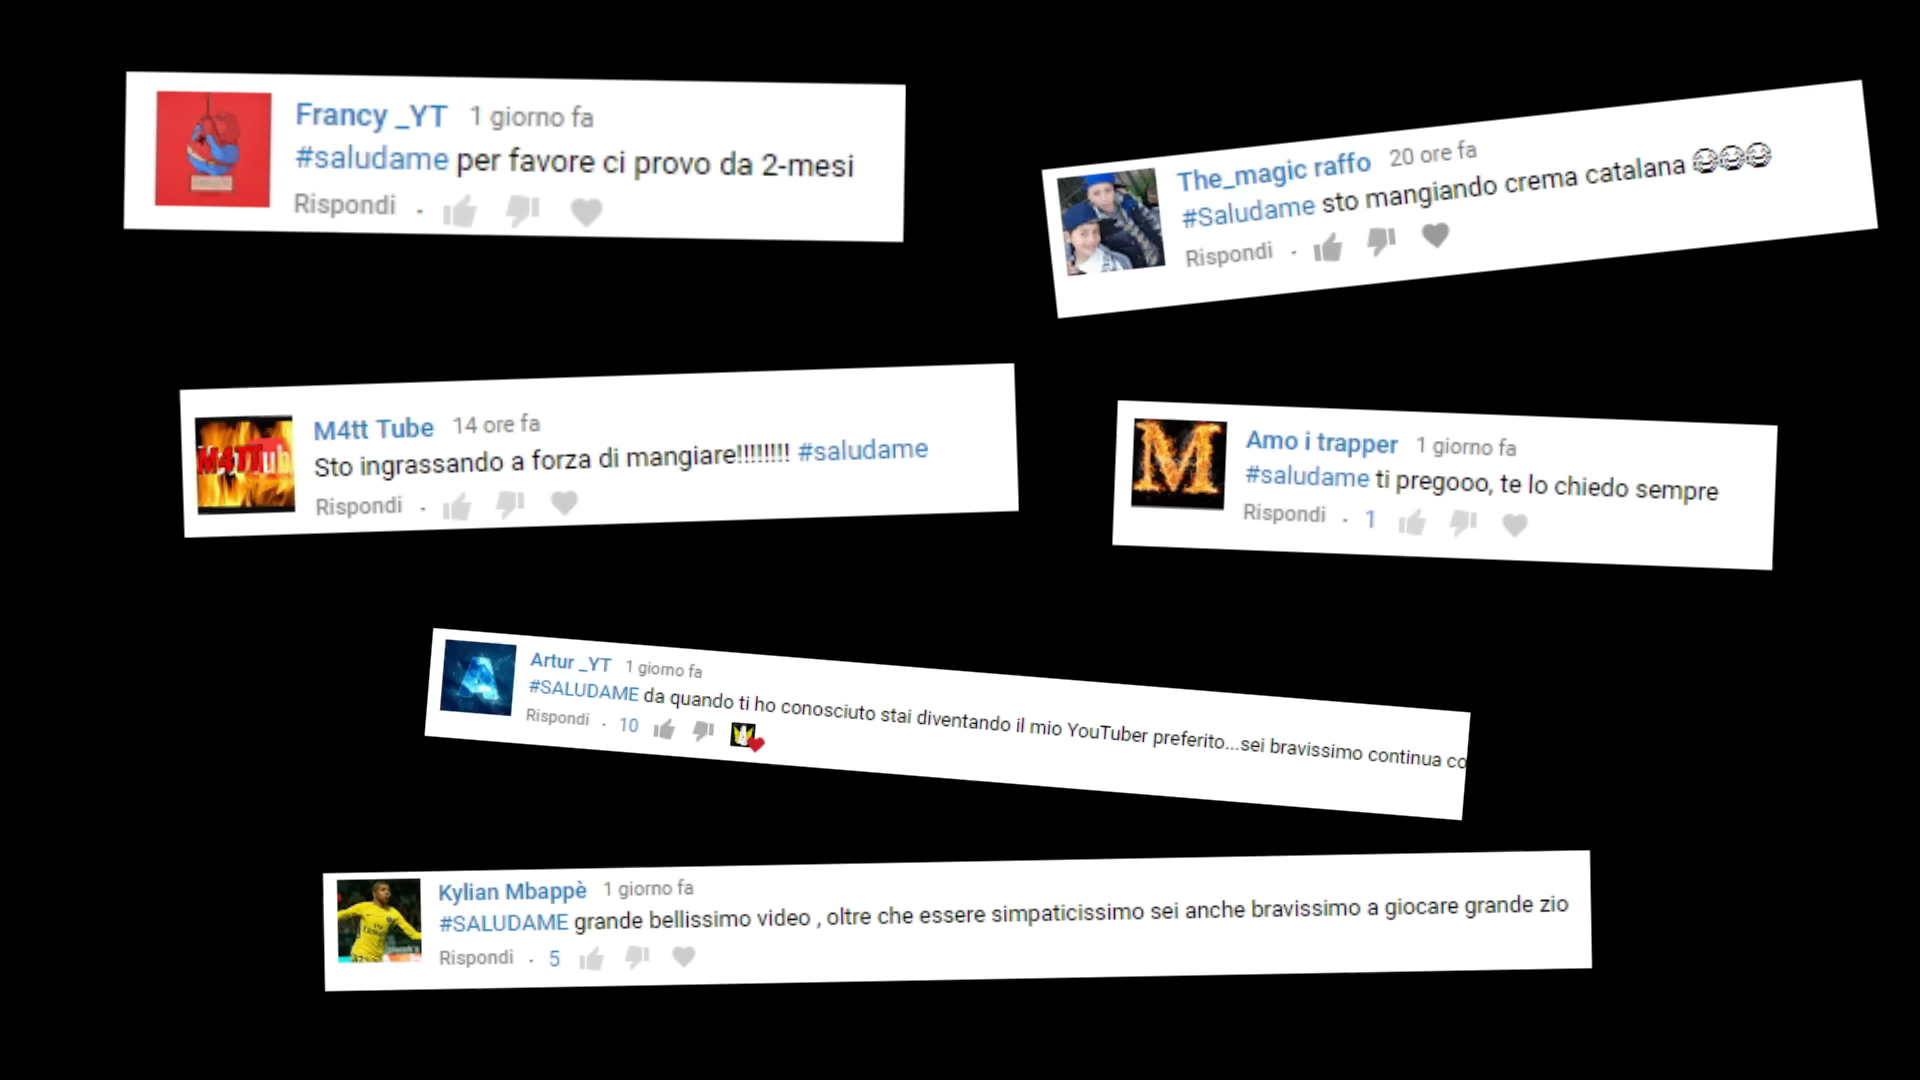 Francy _YT 1 giorno fa
#saludame per favore ci provo da 2-mesi
Rispondi
The_magic raffo 20 ore fa
#Saludame sto mangiando crema catalana 😂😂😂
Rispondi
M4TTTub
M4tt Tube 14 ore fa
Sto ingrassando a forza di mangiare!!!!!!!! #saludame
Rispondi
M
Amo i trapper 1 giorno fa
#saludame ti pregooo, te lo chiedo sempre
Rispondi · 1
A
Artur _YT 1 giorno fa
#SALUDAME da quando ti ho conosciuto stai diventando il mio YouTuber preferito...sei bravissimo continua co
Rispondi · 10
Kylian Mbappè 1 giorno fa
#SALUDAME grande bellissimo video , oltre che essere simpaticissimo sei anche bravissimo a giocare grande zio
Rispondi · 5